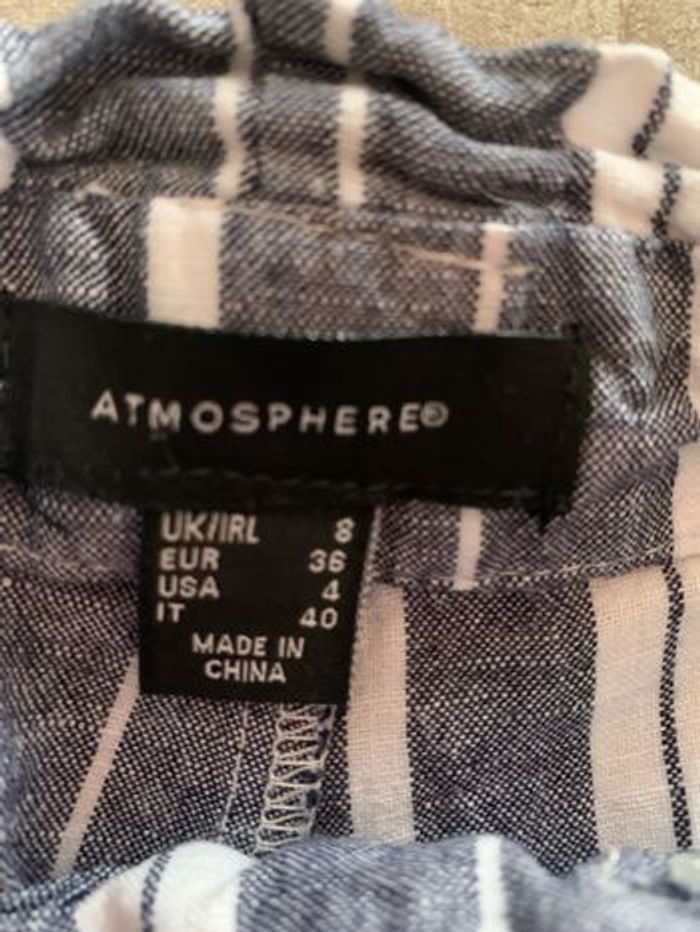 ATMOSPHERE®
UK/IRL 8
EUR 36
USA 4
IT 40
MADE IN
CHINA